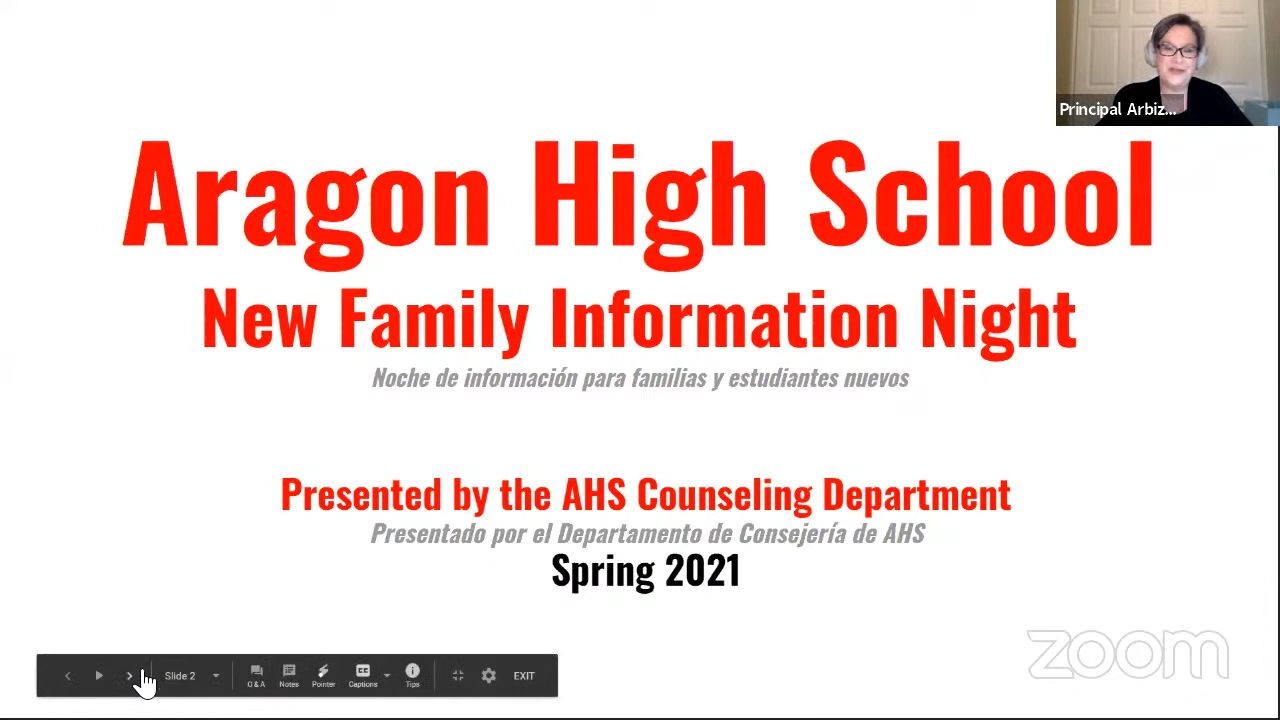 Principal Arbiz...
Aragon High School
New Family Information Night
Noche de información para familias y estudiantes nuevos
Presented by the AHS Counseling Department
Presentado por el Departamento de Consejería de AHS
Spring 2021
zoom
Slide 2
Q & A
Notes
Pointer
CC
Captions
Tips
EXIT